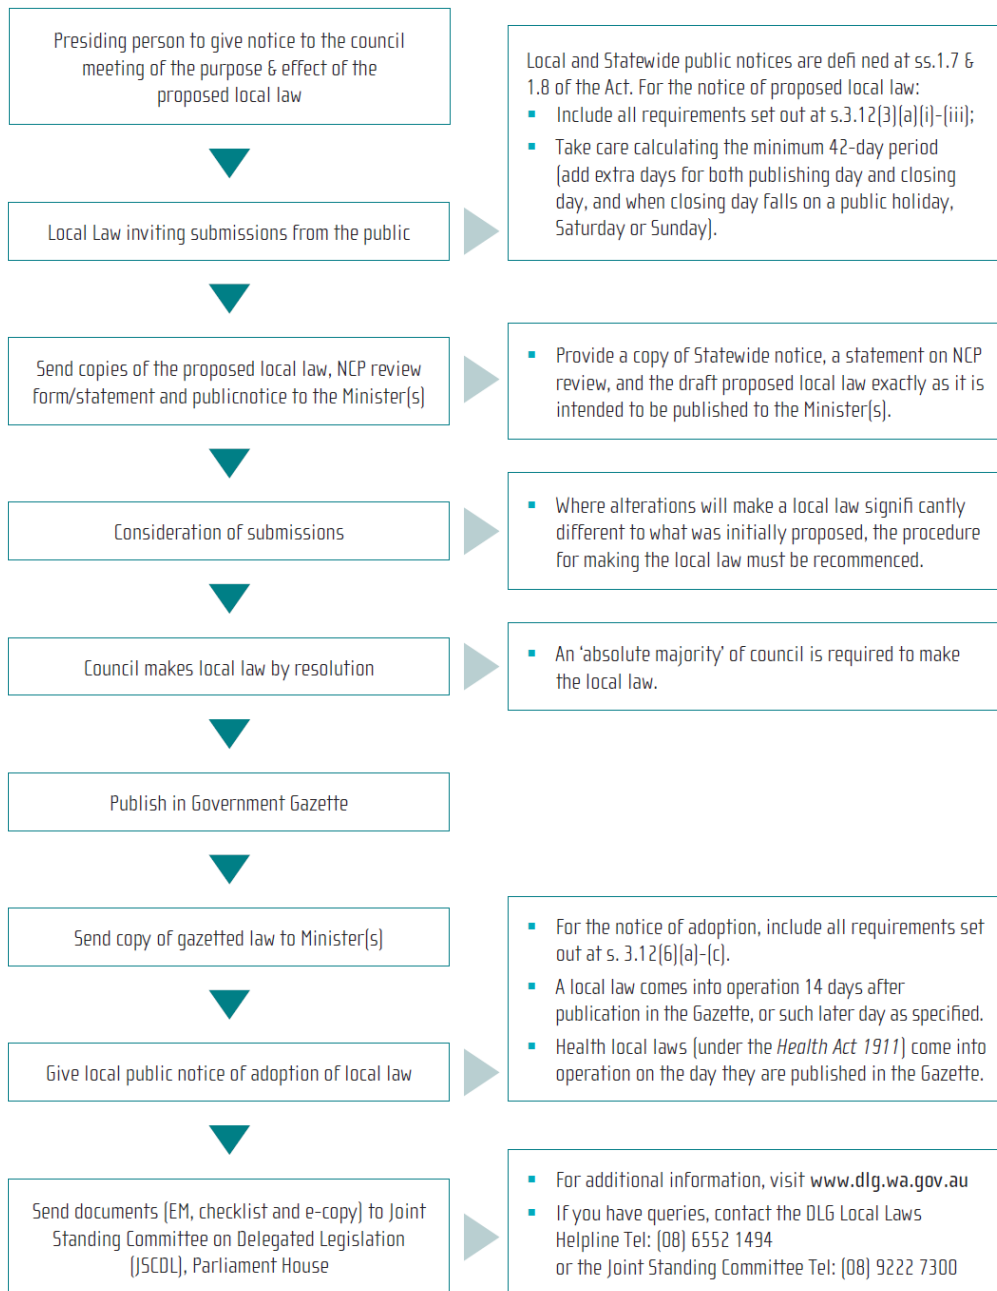 Presiding person to give notice to the council
meeting of the purpose & effect of the
proposed local law
Local and Statewide public notices are defi ned at ss.1.7 &
1.8 of the Act. For the notice of proposed local law:
▪ Include all requirements set out at s.3.12(3)(a)(i)-(iii);
▪ Take care calculating the minimum 42-day period
(add extra days for both publishing day and closing
day, and when closing day falls on a public holiday,
Saturday or Sunday).
Local Law inviting submissions from the public
Send copies of the proposed local law, NCP review
form/statement and publicnotice to the Minister(s)
▪ Provide a copy of Statewide notice, a statement on NCP
review, and the draft proposed local law exactly as it is
intended to be published to the Minister(s).
Consideration of submissions
▪ Where alterations will make a local law signifi cantly
different to what was initially proposed, the procedure
for making the local law must be recommenced.
Council makes local law by resolution
▪ An ‘absolute majority’ of council is required to make
the local law.
Publish in Government Gazette
Send copy of gazetted law to Minister(s)
▪ For the notice of adoption, include all requirements set
out at s. 3.12(6)(a)-(c).
▪ A local law comes into operation 14 days after
publication in the Gazette, or such later day as specified.
▪ Health local laws (under the Health Act 1911) come into
operation on the day they are published in the Gazette.
Give local public notice of adoption of local law
Send documents (EM, checklist and e-copy) to Joint
Standing Committee on Delegated Legislation
(JSCDL), Parliament House
▪ For additional information, visit www.dlg.wa.gov.au
▪ If you have queries, contact the DLG Local Laws
Helpline Tel: (08) 6552 1494
or the Joint Standing Committee Tel: (08) 9222 7300